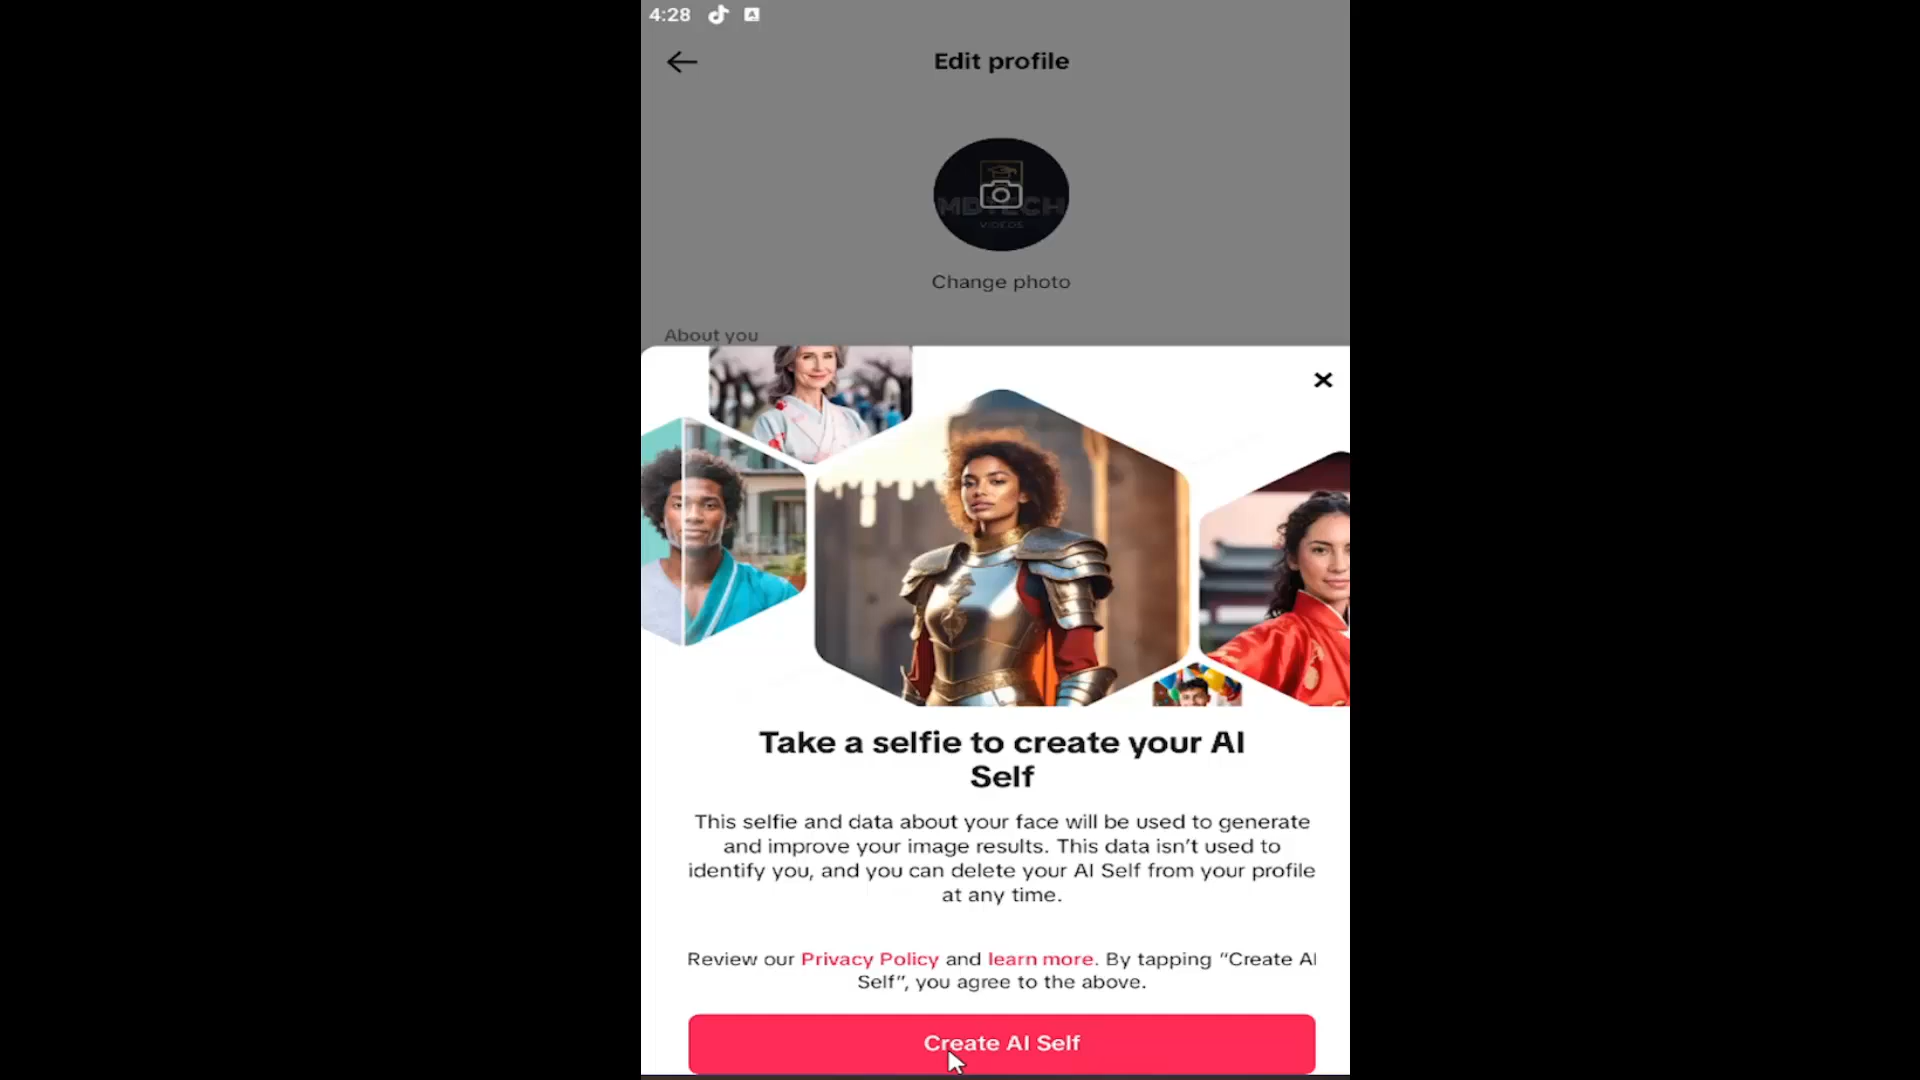 4:28
Edit profile
MDTECH
VIDEOS
Change photo
About you
Take a selfie to create your AI
Self
This selfie and data about your face will be used to generate
and improve your image results. This data isn't used to
identify you, and you can delete your AI Self from your profile
at any time.
Review our Privacy Policy and learn more. By tapping “Create AI
Self”, you agree to the above.
Create AI Self